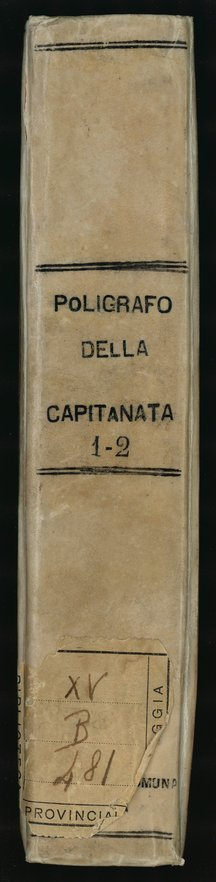 POLIGRAFO
DELLA
CAPITANATA
1-2
XV
B
481
GGIA
MUNA
PROVINCIAL